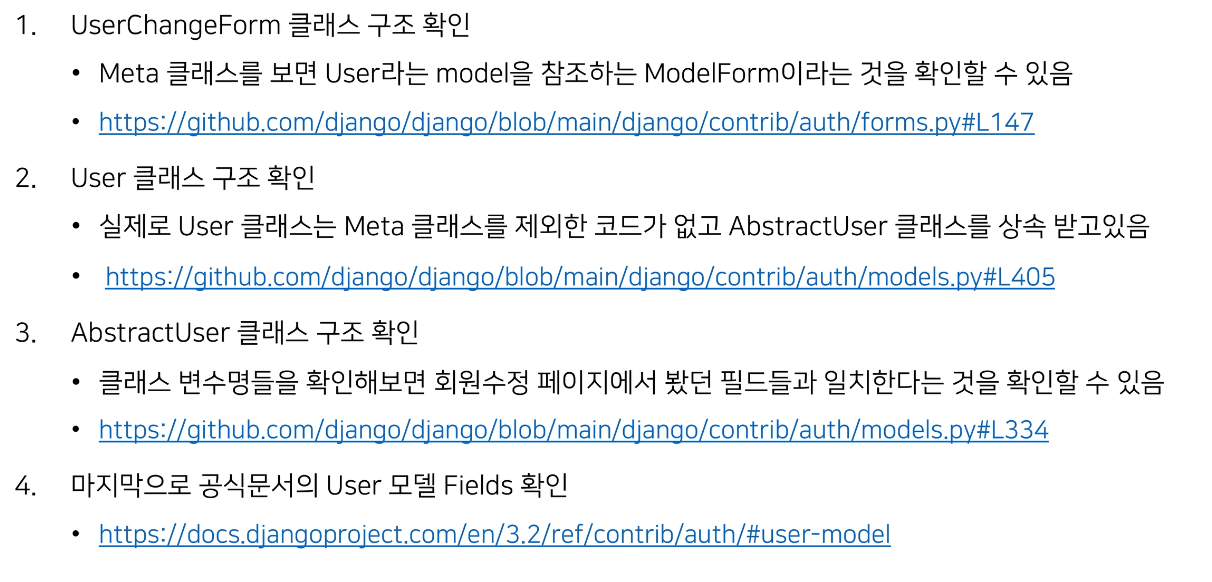 1. UserChangeForm 클래스 구조 확인
• Meta 클래스를 보면 User라는 model을 참조하는 ModelForm이라는 것을 확인할 수 있음
• https://github.com/django/django/blob/main/django/contrib/auth/forms.py#L147
2. User 클래스 구조 확인
• 실제로 User 클래스는 Meta 클래스를 제외한 코드가 없고 AbstractUser 클래스를 상속 받고있음
• https://github.com/django/django/blob/main/django/contrib/auth/models.py#L405
3. AbstractUser 클래스 구조 확인
• 클래스 변수명들을 확인해보면 회원수정 페이지에서 봤던 필드들과 일치한다는 것을 확인할 수 있음
• https://github.com/django/django/blob/main/django/contrib/auth/models.py#L334
4. 마지막으로 공식문서의 User 모델 Fields 확인
• https://docs.djangoproject.com/en/3.2/ref/contrib/auth/#user-model